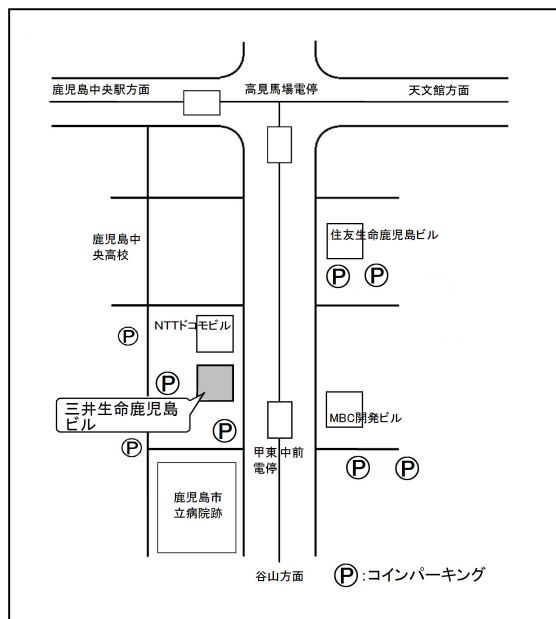 鹿児島中央駅方面
高見馬場電停
天文館方面
鹿児島中
央高校
住友生命鹿児島ビル
P P
NTTドコモビル
P
P
三井生命鹿児島
ビル
MBC開発ビル
P
P
甲東中前
電停
P P
鹿児島市
立病院跡
谷山方面
P:コインパーキング